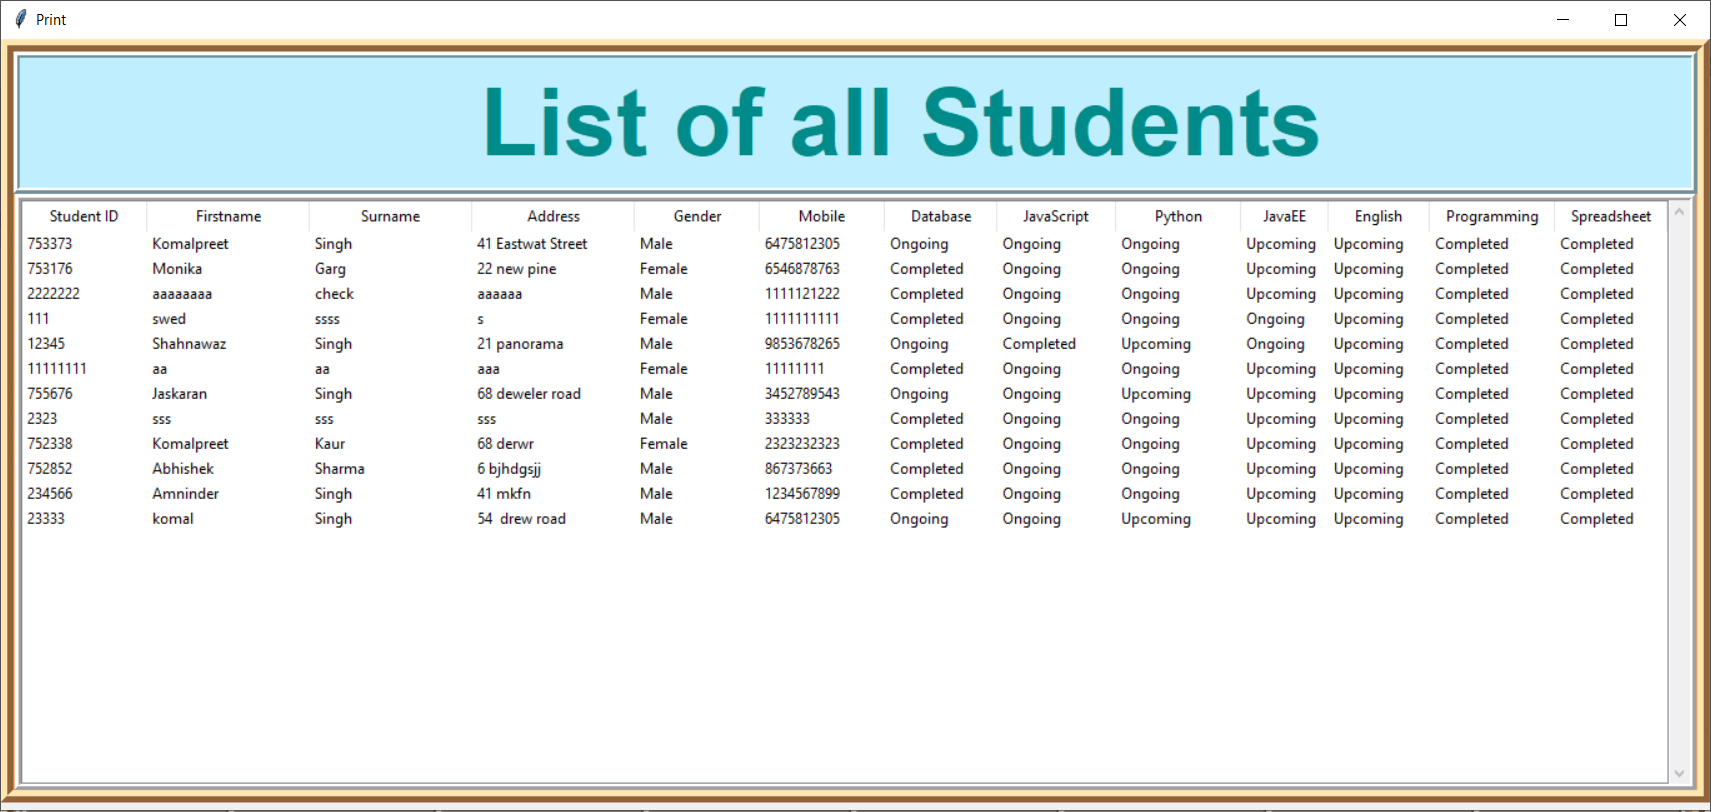 Print
List of all Students
Student ID Firstname Surname Address Gender Mobile Database JavaScript Python JavaEE English Programming Spreadsheet
753373 Komalpreet Singh 41 Eastwat Street Male 6475812305 Ongoing Ongoing Ongoing Upcoming Upcoming Completed Completed
753176 Monika Garg 22 new pine Female 6546878763 Completed Ongoing Ongoing Upcoming Upcoming Completed Completed
2222222 aaaaaaaa check aaaaaa Male 1111121222 Completed Ongoing Ongoing Upcoming Upcoming Completed Completed
111 swed ssss s Female 1111111111 Completed Ongoing Ongoing Ongoing Upcoming Completed Completed
12345 Shahnawaz Singh 21 panorama Male 9853678265 Ongoing Completed Upcoming Ongoing Upcoming Completed Completed
11111111 aa aa aaa Female 11111111 Completed Ongoing Ongoing Upcoming Upcoming Completed Completed
755676 Jaskaran Singh 68 deweler road Male 3452789543 Ongoing Ongoing Upcoming Upcoming Upcoming Completed Completed
2323 sss sss sss Male 333333 Completed Ongoing Ongoing Upcoming Upcoming Completed Completed
752338 Komalpreet Kaur 68 derwr Female 2323232323 Completed Ongoing Ongoing Upcoming Upcoming Completed Completed
752852 Abhishek Sharma 6 bjhdgsjj Male 867373663 Completed Ongoing Ongoing Upcoming Upcoming Completed Completed
234566 Amninder Singh 41 mkfn Male 1234567899 Completed Ongoing Ongoing Upcoming Upcoming Completed Completed
23333 komal Singh 54  drew road Male 6475812305 Ongoing Ongoing Upcoming Upcoming Upcoming Completed Completed